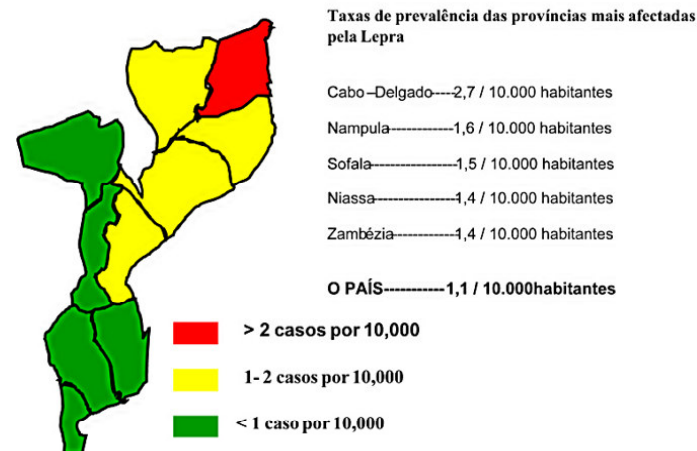 Taxas de prevalência das províncias mais afectadas
pela Lepra
Cabo–Delgado----2,7 / 10.000 habitantes
Nampula-------------1,6 / 10.000 habitantes
Sofala-----------------1,5 / 10.000 habitantes
Niassa----------------1,4 / 10.000 habitantes
Zambézia------------1,4 / 10.000 habitantes
O PAÍS-----------1,1 / 10.000habitantes
> 2 casos por 10,000
1- 2 casos por 10,000
< 1 caso por 10,000